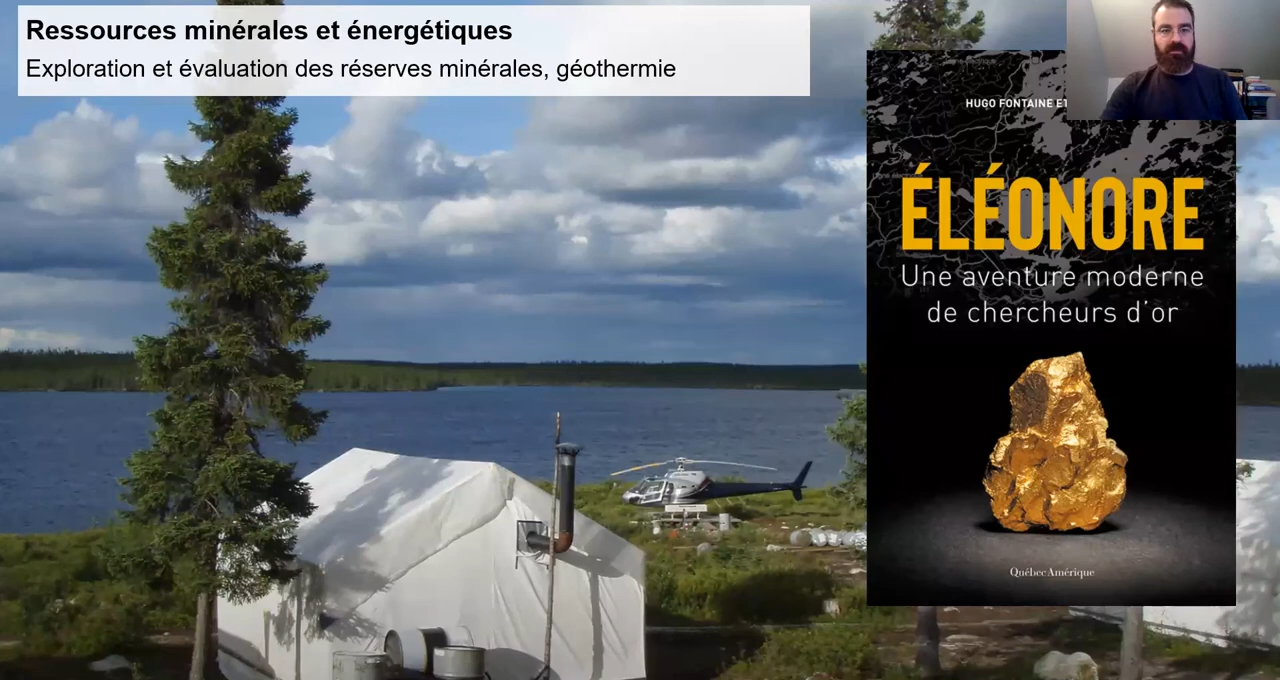 Ressources minérales et énergétiques
Exploration et évaluation des réserves minérales, géothermie
HUGO FONTAINE ET
ÉLÉONORE
Une aventure moderne
de chercheurs d'or
QuébecAmérique